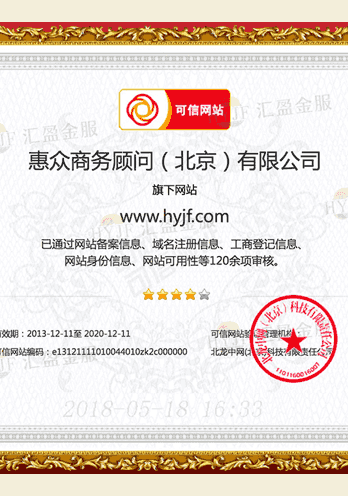 可信网站
汇盈金服
惠众商务顾问（北京）有限公司
旗下网站
www.hyjf.com
已通过网站备案信息、域名注册信息、工商登记信息、
网站身份信息、网站可用性等120余项审核。
有效期：2013-12-11至 2020-12-11
可信网站验 管理机构：
可信网站编码：e13121111010044010zk2c000000
北龙中网(北京)科技有限责任公司
北龙中网（北京）科技有限责任公司
1101160016007
2018-05-18 16:33